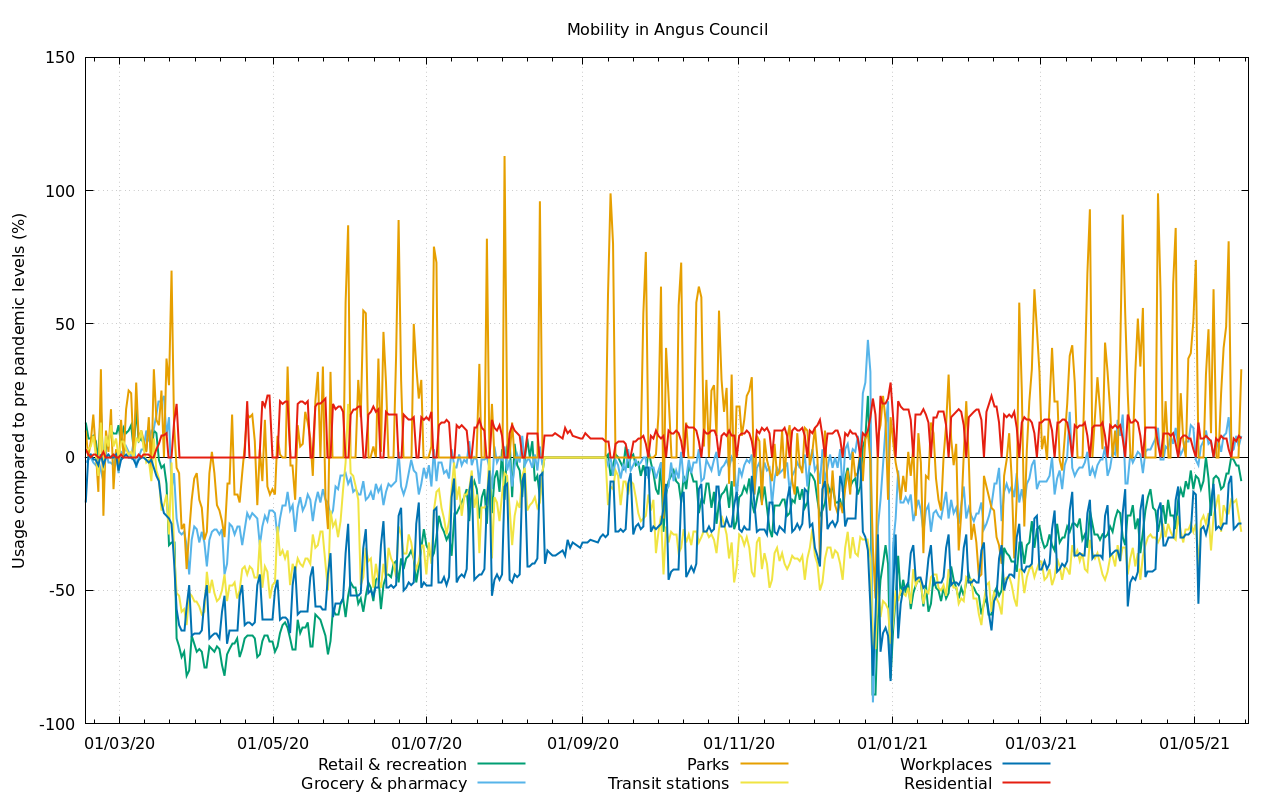 Mobility in Angus Council
Usage compared to pre pandemic levels (%)
150
100
50
0
-50
-100
01/03/20 01/05/20 01/07/20 01/09/20 01/11/20 01/01/21 01/03/21 01/05/21
Retail & recreation Parks Workplaces
Grocery & pharmacy Transit stations Residential